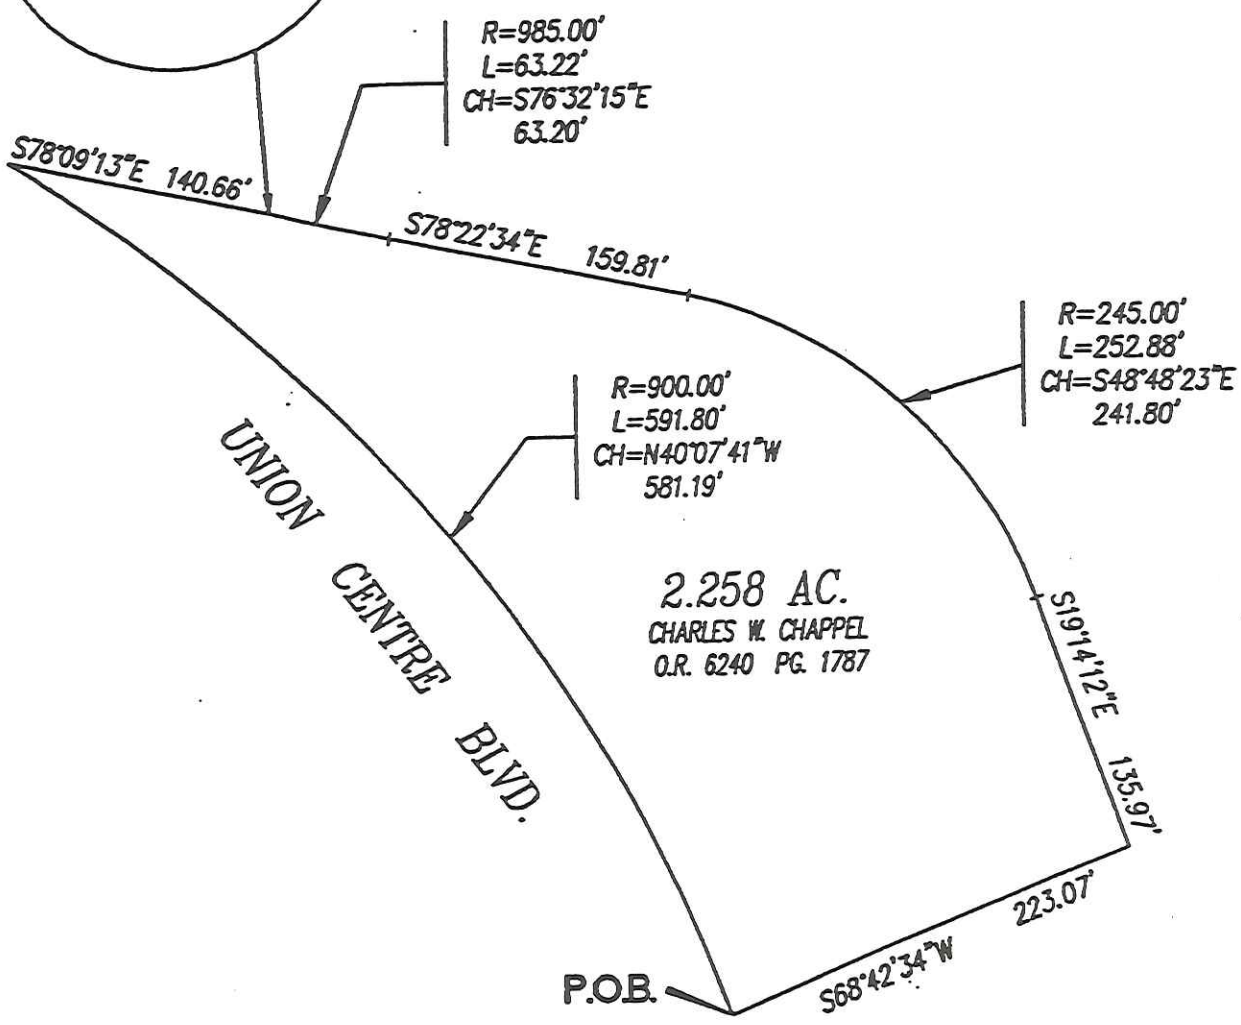 R=985.00'
L=63.22'
CH=S76°32'15"E
63.20'
S78°09'13"E 140.66'
S78°22'34"E 159.81'
R=245.00'
L=252.88'
CH=S48°48'23"E
241.80'
R=900.00'
L=591.80'
CH=N40°07'41"W
581.19'
UNION CENTRE BLVD.
2.258 AC.
CHARLES W. CHAPPEL
O.R. 6240 PG. 1787
S19°14'12"E 135.97'
S68°42'34"W 223.07'
P.O.B.